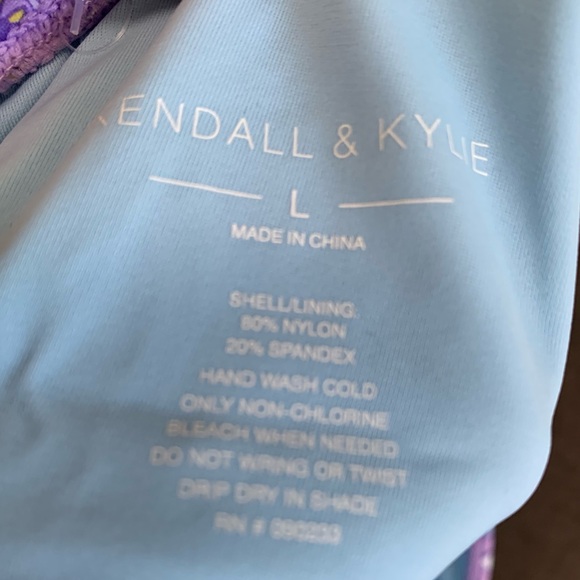 KENDALL & KYLIE
L
MADE IN CHINA
SHELL/LINING:
80% NYLON
20% SPANDEX
HAND WASH COLD
ONLY NON-CHLORINE
BLEACH WHEN NEEDED
DO NOT WRING OR TWIST
DRIP DRY IN SHADE
RN #